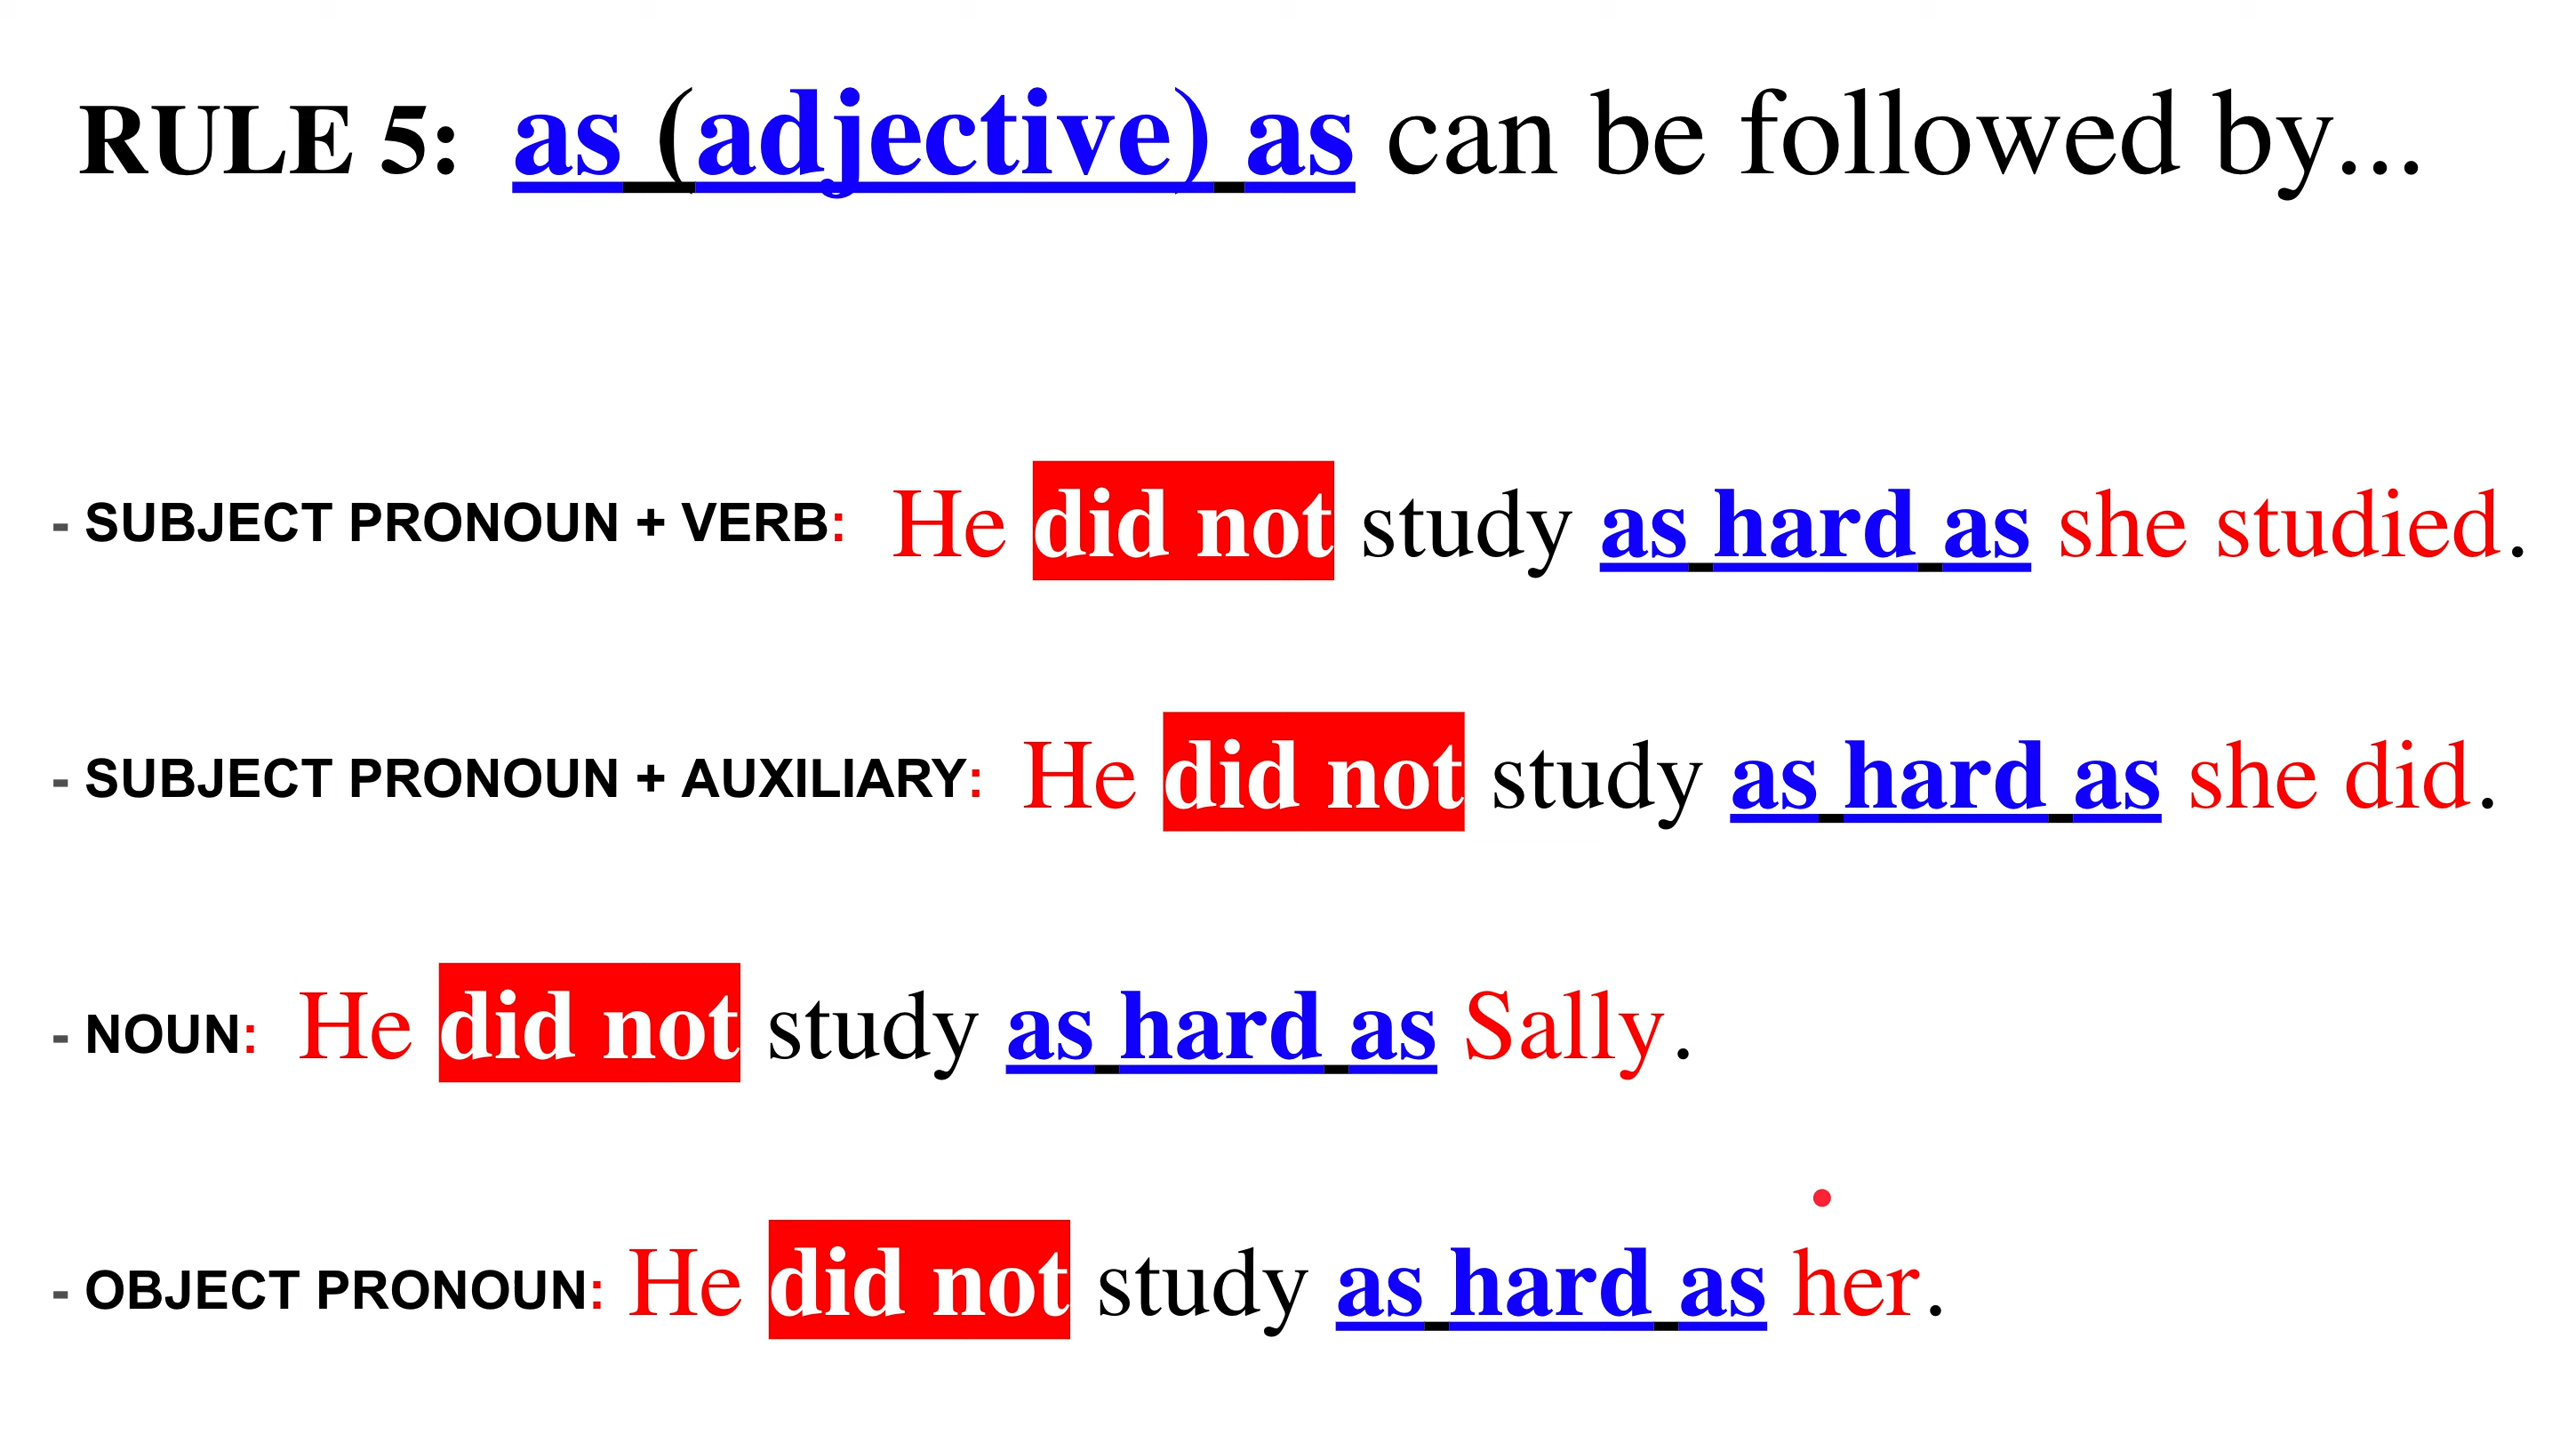 RULE 5: as (adjective) as can be followed by...
- SUBJECT PRONOUN + VERB: He did not study as hard as she studied.
- SUBJECT PRONOUN + AUXILIARY: He did not study as hard as she did.
- NOUN: He did not study as hard as Sally.
- OBJECT PRONOUN: He did not study as hard as her.